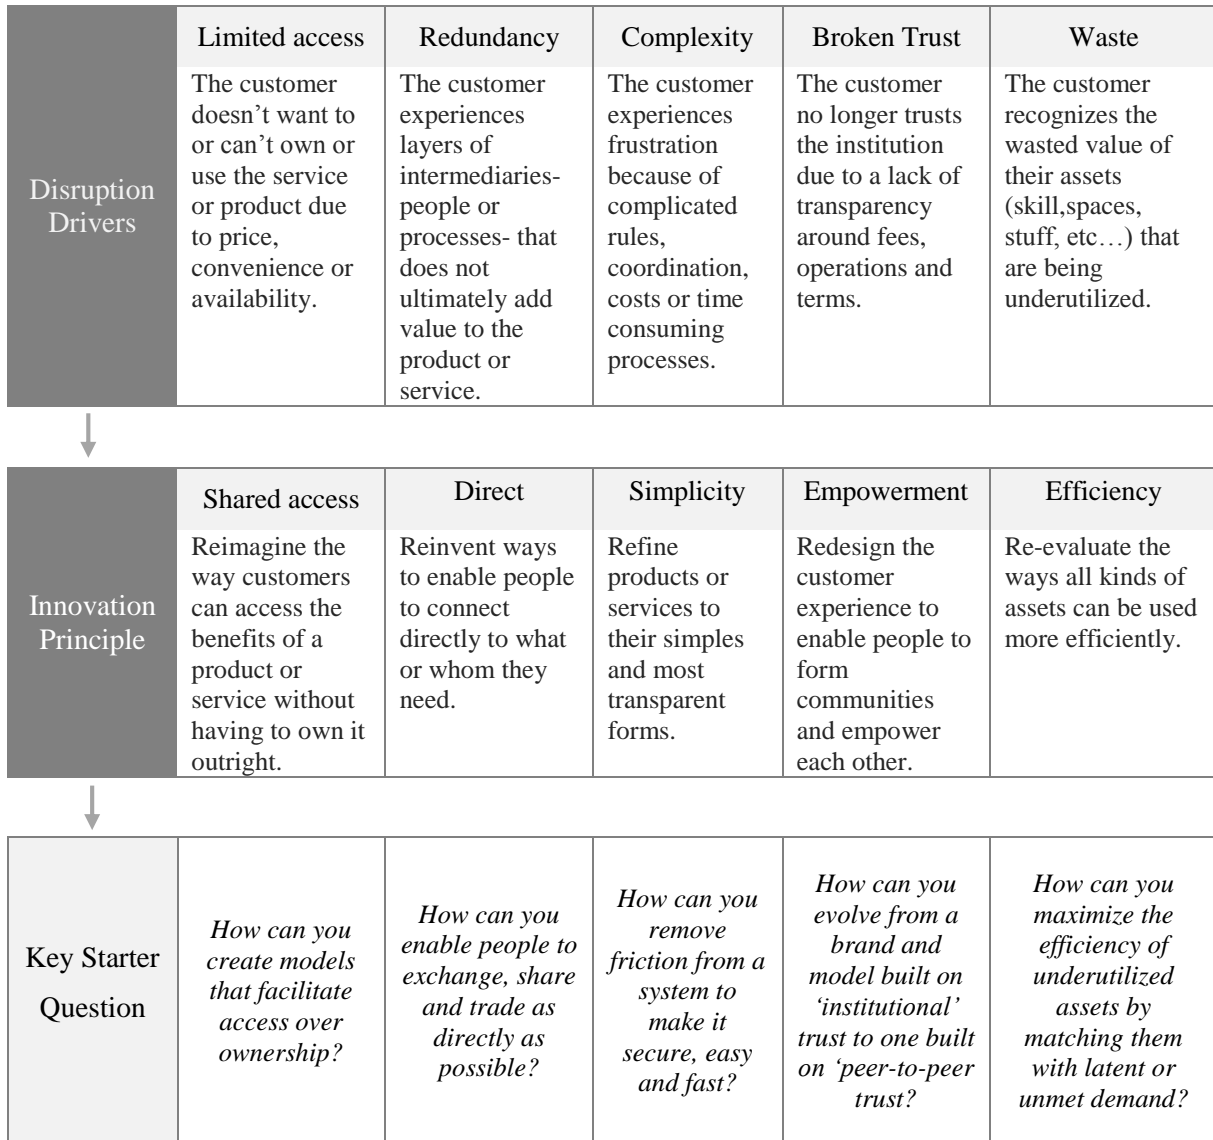 Disruption
Drivers
Limited access
The customer
doesn’t want to
or can’t own or
use the service
or product due
to price,
convenience or
availability.
Redundancy
The customer
experiences
layers of
intermediaries-
people or
processes- that
does not
ultimately add
value to the
product or
service.
Complexity
The customer
experiences
frustration
because of
complicated
rules,
coordination,
costs or time
consuming
processes.
Broken Trust
The customer
no longer trusts
the institution
due to a lack of
transparency
around fees,
operations and
terms.
Waste
The customer
recognizes the
wasted value of
their assets
(skill,spaces,
stuff, etc…) that
are being
underutilized.
Innovation
Principle
Shared access
Reimagine the
way customers
can access the
benefits of a
product or
service without
having to own it
outright.
Direct
Reinvent ways
to enable people
to connect
directly to what
or whom they
need.
Simplicity
Refine
products or
services to
their simples
and most
transparent
forms.
Empowerment
Redesign the
customer
experience to
enable people to
form
communities
and empower
each other.
Efficiency
Re-evaluate the
ways all kinds of
assets can be used
more efficiently.
Key Starter
Question
How can you
create models
that facilitate
access over
ownership?
How can you
enable people to
exchange, share
and trade as
directly as
possible?
How can you
remove
friction from a
system to
make it
secure, easy
and fast?
How can you
evolve from a
brand and
model built on
‘institutional’
trust to one built
on ‘peer-to-peer
trust?
How can you
maximize the
efficiency of
underutilized
assets by
matching them
with latent or
unmet demand?